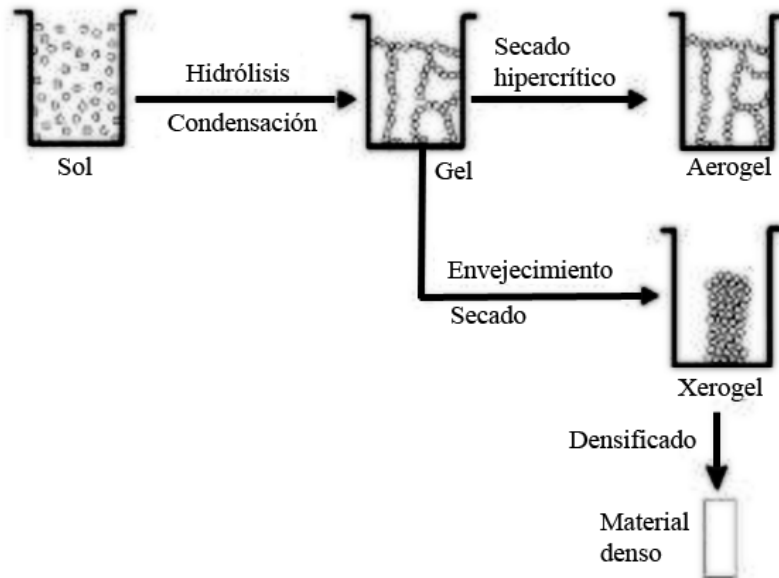 Hidrólisis
Condensación
Secado
hipercrítico
Sol
Gel
Aerogel
Envejecimiento
Secado
Xerogel
Densificado
Material
denso